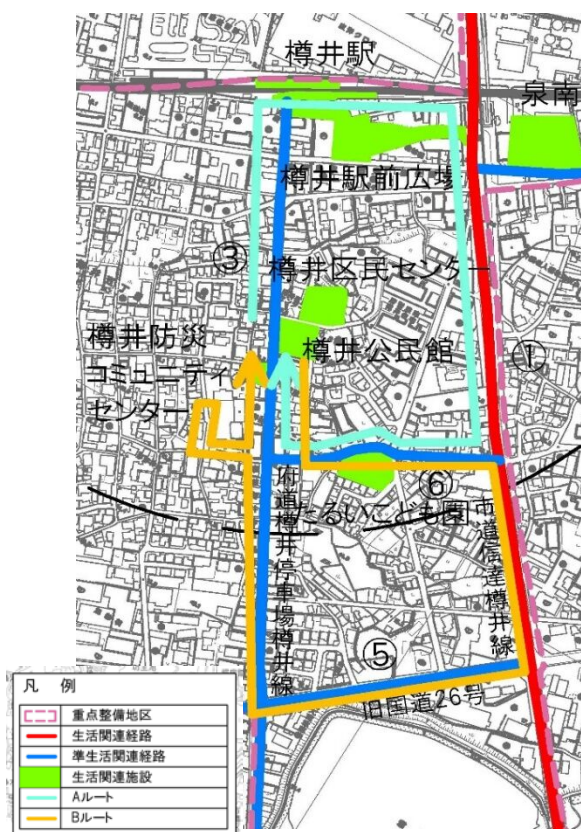 樽井駅
泉南
樽井駅前広場
③
樽井区民センター
樽井防災
コミュニティ
センター
樽井公民館
①
⑥
たるいこども園
府道樽井停車場樽井線
市道信達樽井線
⑤
旧国道26号
凡 例
重点整備地区
生活関連経路
準生活関連経路
生活関連施設
Aルート
Bルート